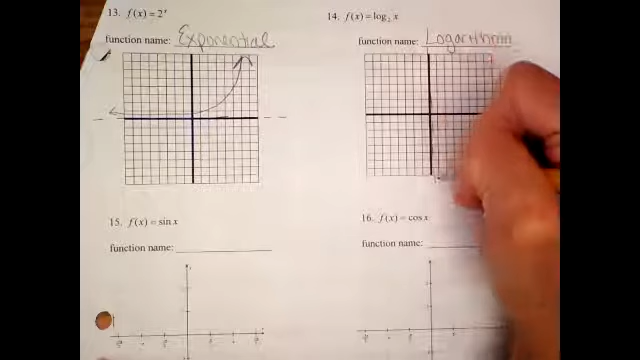 13. f(x) = 2ˣ
function name: Exponential
14. f(x) = log₂ x
function name: Logarithm
15. f(x) = sin x
function name:
16. f(x) = cos x
function name: